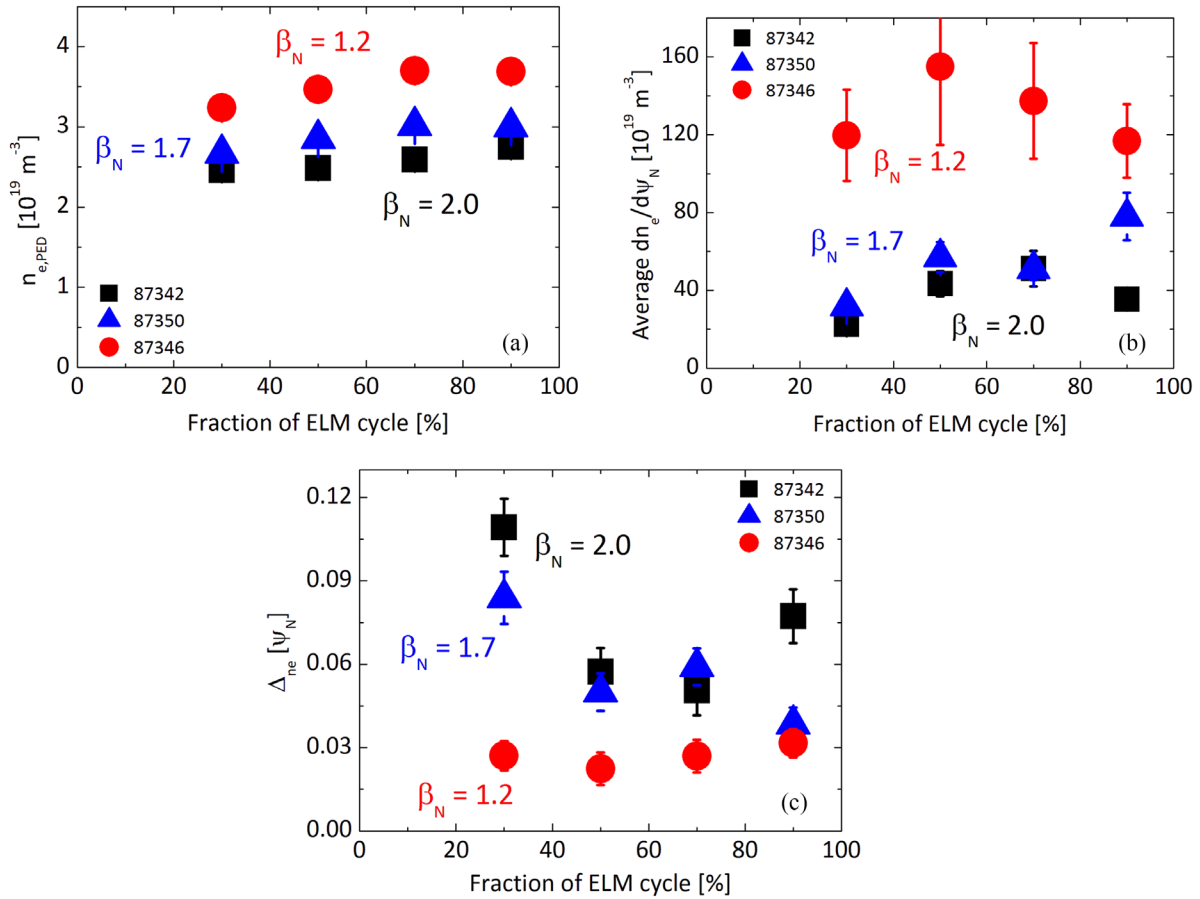 4
3
2
1
0
n_e,PED [10^19 m^-3]
β_N = 1.2
β_N = 1.7
β_N = 2.0
87342
87350
87346
(a)
0 20 40 60 80 100
Fraction of ELM cycle [%]
160
120
80
40
0
Average dn_e/dψ_N [10^19 m^-3]
87342
87350
87346
β_N = 1.2
β_N = 1.7
β_N = 2.0
(b)
0 20 40 60 80 100
Fraction of ELM cycle [%]
0.12
0.09
0.06
0.03
0.00
Δ_ne [ψ_N]
87342
87350
87346
β_N = 2.0
β_N = 1.7
β_N = 1.2
(c)
0 20 40 60 80 100
Fraction of ELM cycle [%]